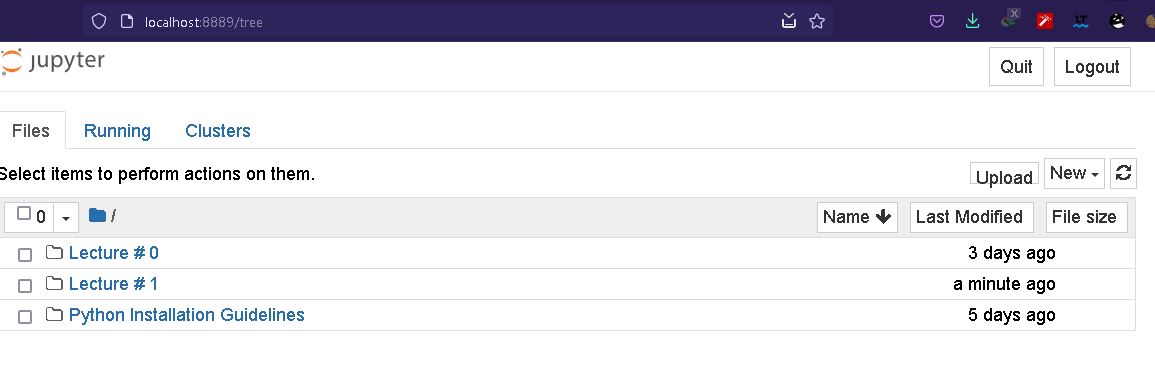 localhost:8889/tree
jupyter
Quit Logout
Files Running Clusters
Select items to perform actions on them.
Upload New
0 / Name Last Modified File size
Lecture # 0 3 days ago
Lecture # 1 a minute ago
Python Installation Guidelines 5 days ago